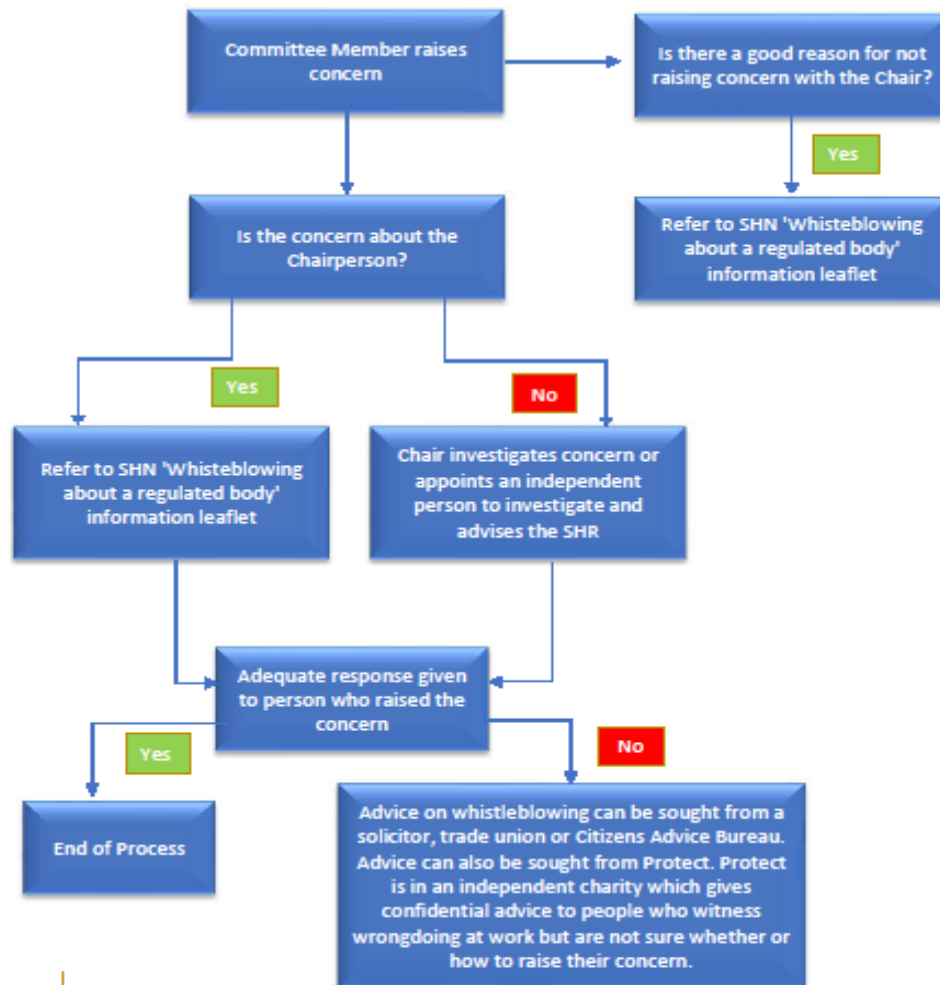 Committee Member raises
concern
Is there a good reason for not
raising concern with the Chair?
Yes
Refer to SHN 'Whisteblowing
about a regulated body'
information leaflet
Is the concern about the
Chairperson?
Yes
No
Refer to SHN 'Whisteblowing
about a regulated body'
information leaflet
Chair investigates concern or
appoints an independent
person to investigate and
advises the SHR
Adequate response given
to person who raised the
concern
Yes
No
End of Process
Advice on whistleblowing can be sought from a
solicitor, trade union or Citizens Advice Bureau.
Advice can also be sought from Protect. Protect
is in an independent charity which gives
confidential advice to people who witness
wrongdoing at work but are not sure whether or
how to raise their concern.